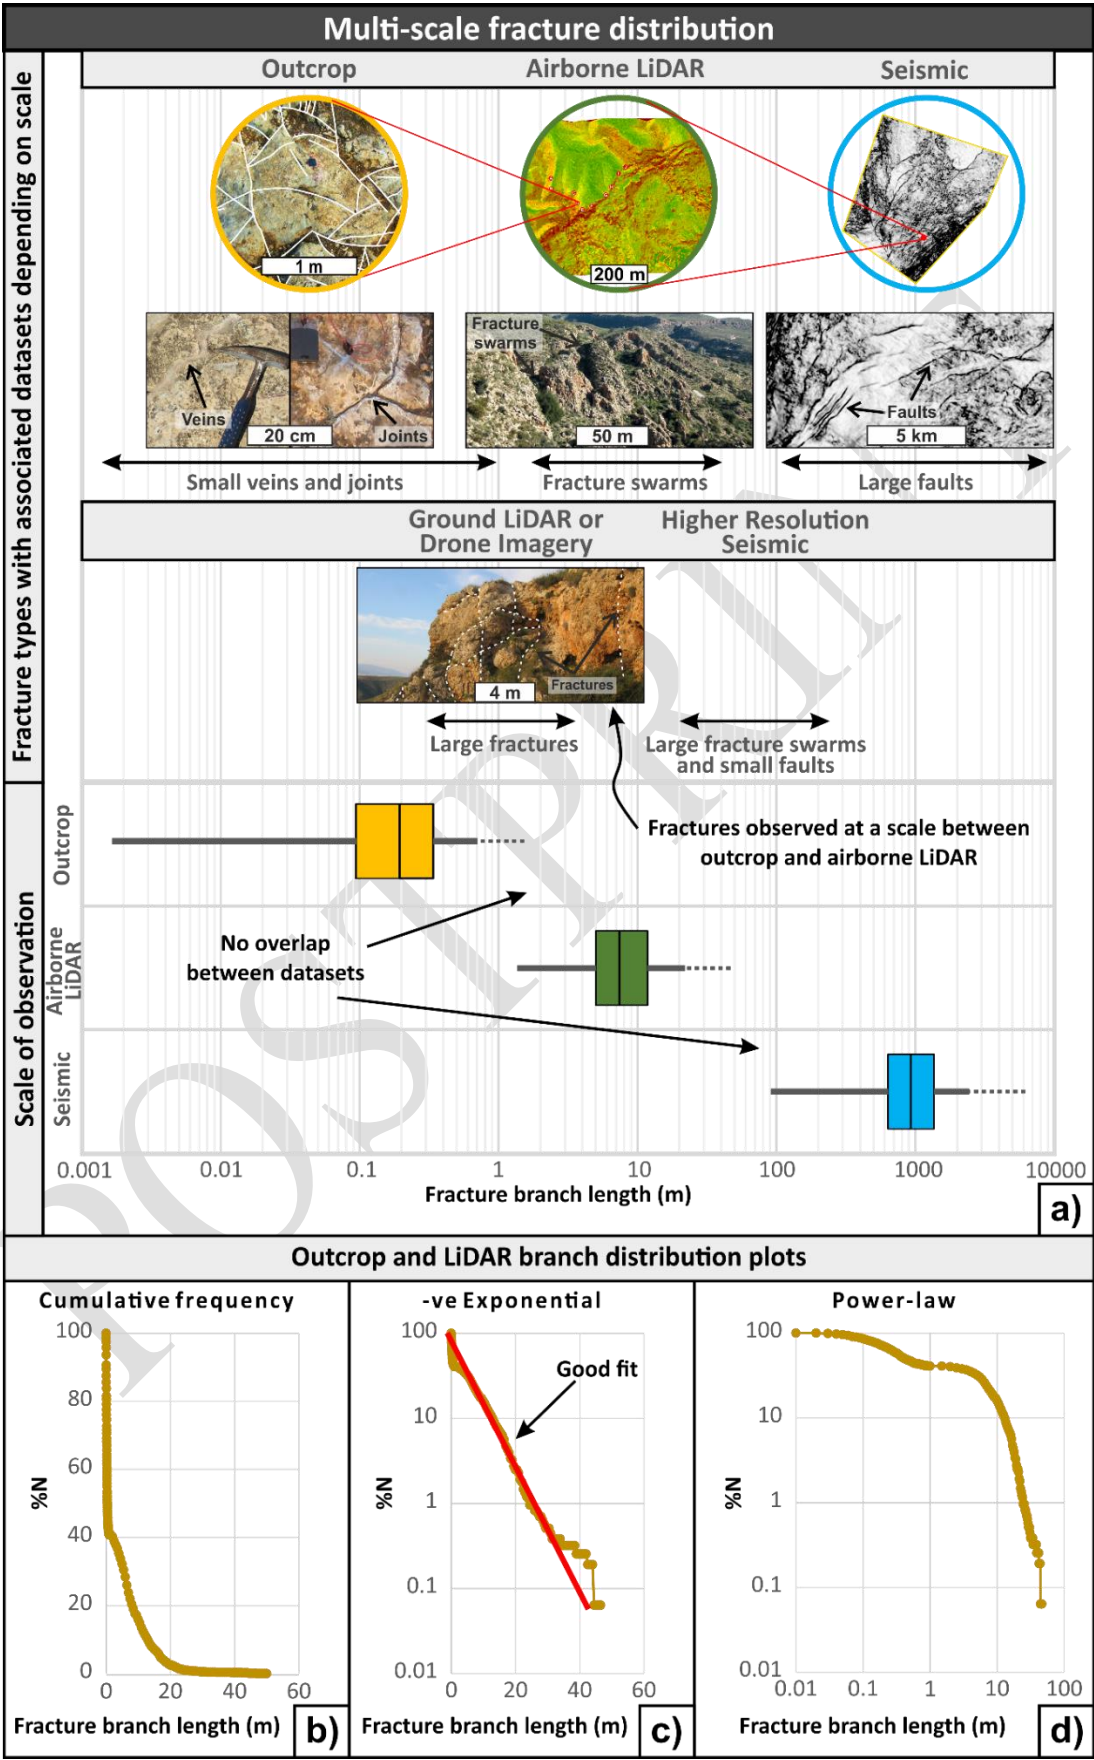 Multi-scale fracture distribution
Fracture types with associated datasets depending on scale
Outcrop
Airborne LiDAR
Seismic
1 m
200 m
Veins
20 cm
Joints
Fracture
swarms
50 m
Faults
5 km
Small veins and joints
Fracture swarms
Large faults
Ground LiDAR or
Drone Imagery
Higher Resolution
Seismic
4 m
Fractures
Large fractures
Large fracture swarms
and small faults
Fractures observed at a scale between
outcrop and airborne LiDAR
Scale of observation
Outcrop
Airborne
LiDAR
Seismic
No overlap
between datasets
0.001 0.01 0.1 1 10 100 1000 10000
Fracture branch length (m)
a)
POSTPRINT
Outcrop and LiDAR branch distribution plots
Cumulative frequency
%N
100
80
60
40
20
0
0 20 40 60
Fracture branch length (m)
b)
-ve Exponential
Good fit
%N
100
10
1
0.1
0.01
0 20 40 60
Fracture branch length (m)
c)
Power-law
%N
100
10
1
0.1
0.01
0.01 0.1 1 10 100
Fracture branch length (m)
d)